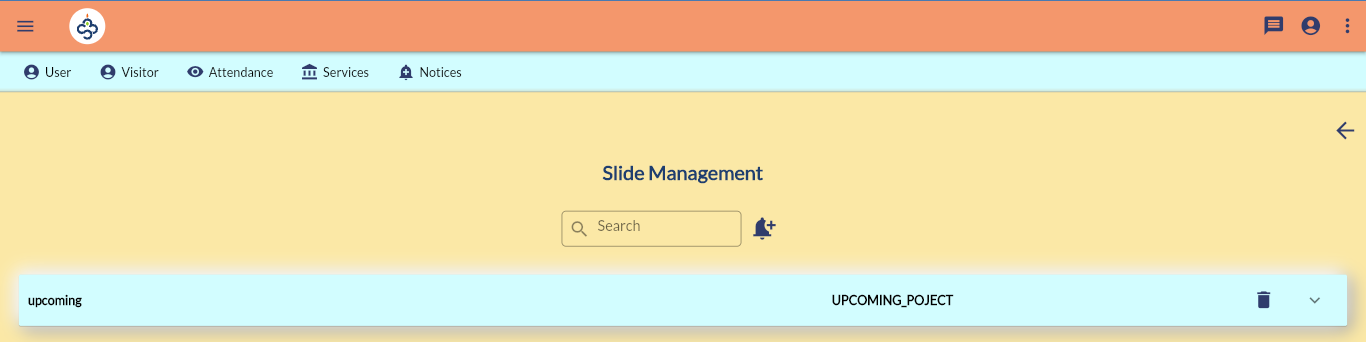 User Visitor Attendance Services Notices
Slide Management
Search
upcoming UPCOMING_POJECT